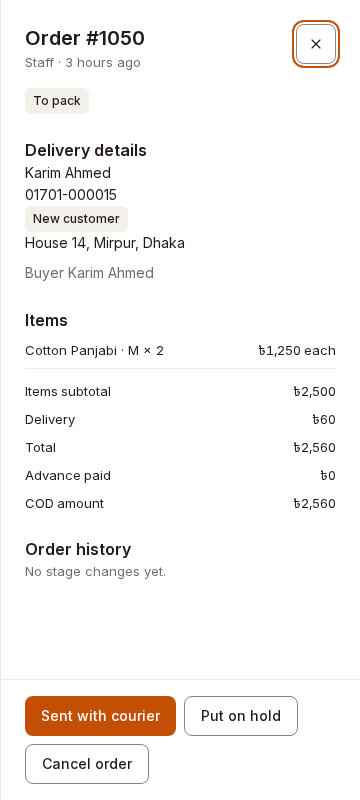 Order #1050
Staff · 3 hours ago
To pack
Delivery details
Karim Ahmed
01701-000015
New customer
House 14, Mirpur, Dhaka
Buyer Karim Ahmed
Items
Cotton Panjabi · M × 2 ৳1,250 each
Items subtotal ৳2,500
Delivery ৳60
Total ৳2,560
Advance paid ৳0
COD amount ৳2,560
Order history
No stage changes yet.
Sent with courier Put on hold
Cancel order